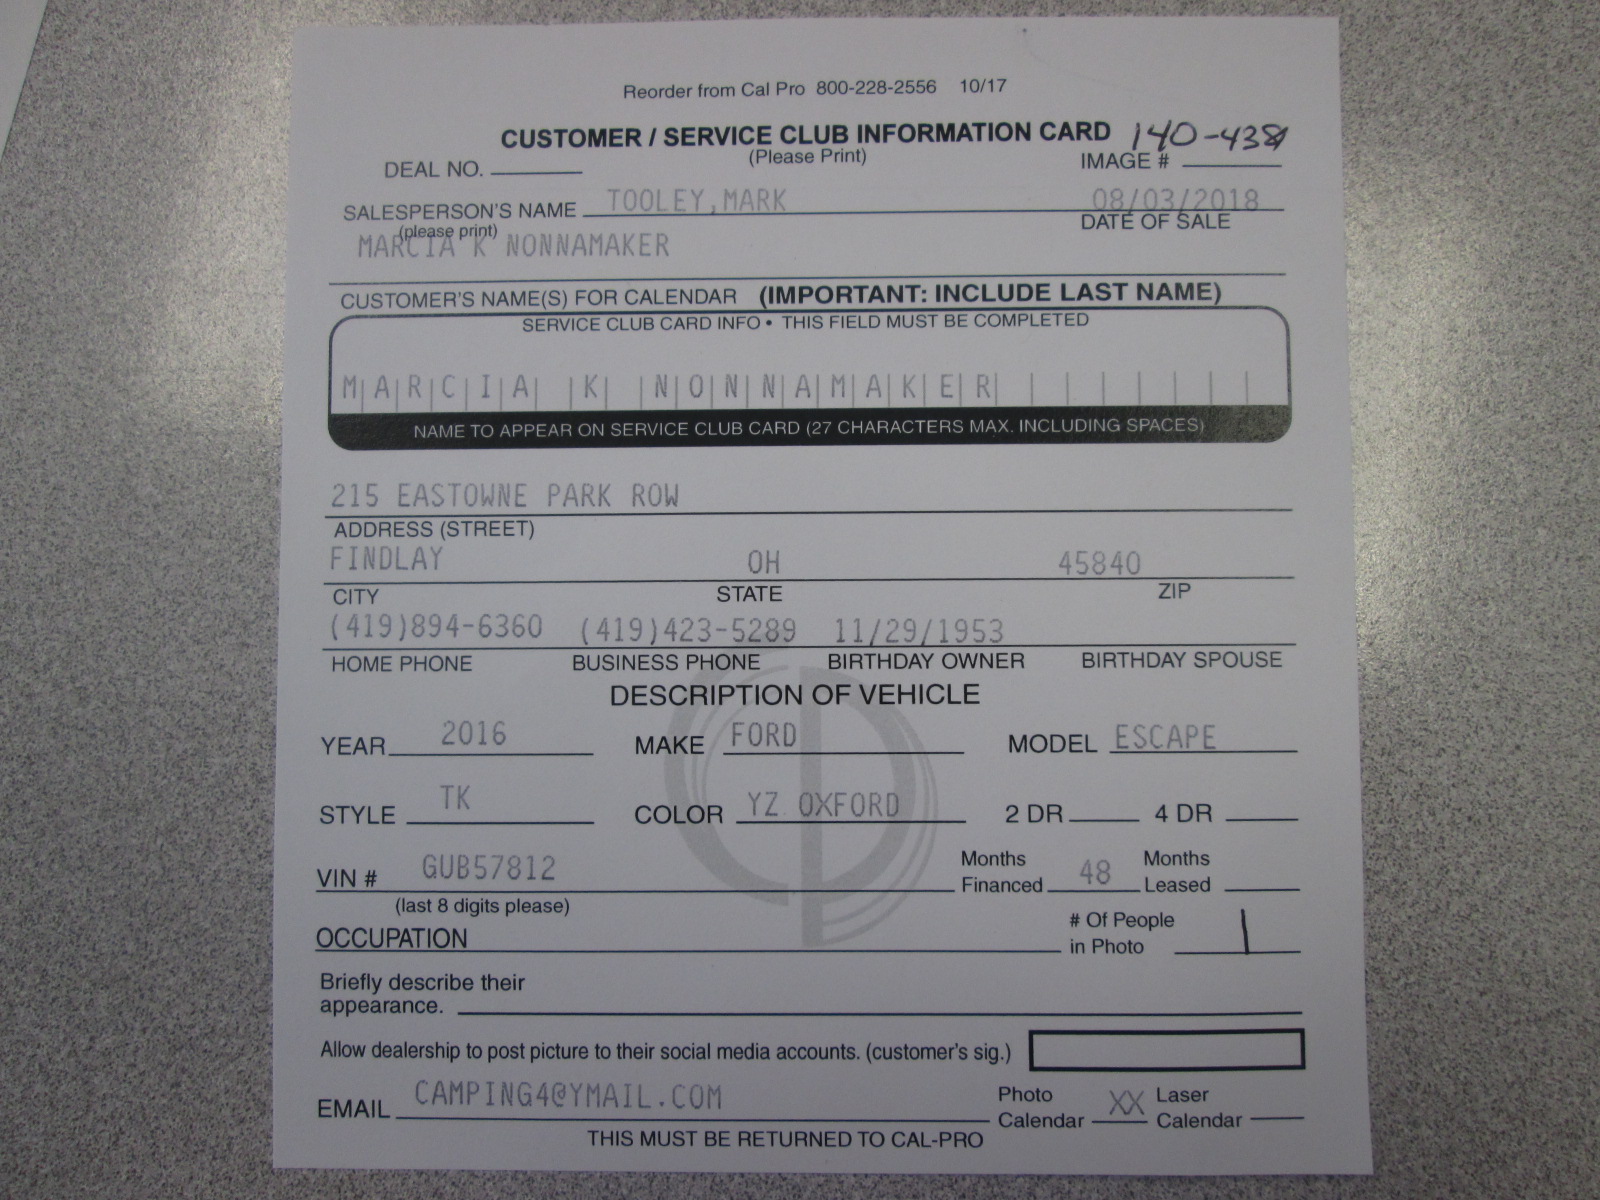 Reorder from Cal Pro 800-228-2556 10/17
CUSTOMER / SERVICE CLUB INFORMATION CARD 140-438
(Please Print)
DEAL NO. IMAGE #
SALESPERSON'S NAME TOOLEY,MARK 08/03/2018
(please print) DATE OF SALE
MARCIA K NONNAMAKER
CUSTOMER'S NAME(S) FOR CALENDAR (IMPORTANT: INCLUDE LAST NAME)
SERVICE CLUB CARD INFO • THIS FIELD MUST BE COMPLETED
MARCIA K NONNAMAKER
NAME TO APPEAR ON SERVICE CLUB CARD (27 CHARACTERS MAX. INCLUDING SPACES)
215 EASTOWNE PARK ROW
ADDRESS (STREET)
FINDLAY OH 45840
CITY STATE ZIP
(419)894-6360 (419)423-5289 11/29/1953
HOME PHONE BUSINESS PHONE BIRTHDAY OWNER BIRTHDAY SPOUSE
DESCRIPTION OF VEHICLE
YEAR 2016 MAKE FORD MODEL ESCAPE
STYLE TK COLOR YZ OXFORD 2 DR 4 DR
VIN # GUB57812 Months Financed 48 Months Leased
(last 8 digits please)
OCCUPATION # Of People in Photo 1
Briefly describe their
appearance.
Allow dealership to post picture to their social media accounts. (customer's sig.)
EMAIL CAMPING4@YMAIL.COM Photo Calendar XX Laser Calendar
THIS MUST BE RETURNED TO CAL-PRO